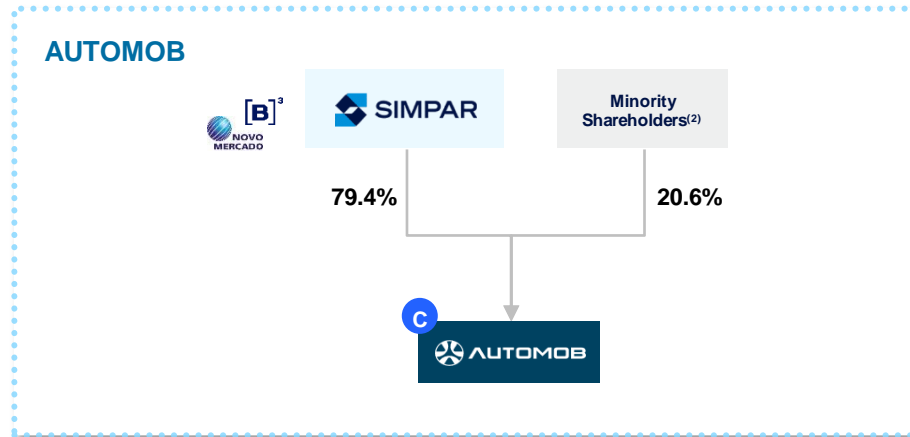 AUTOMOB
[B]³
NOVO
MERCADO
SIMPAR
Minority
Shareholders(2)
79.4%
20.6%
C
AUTOMOB